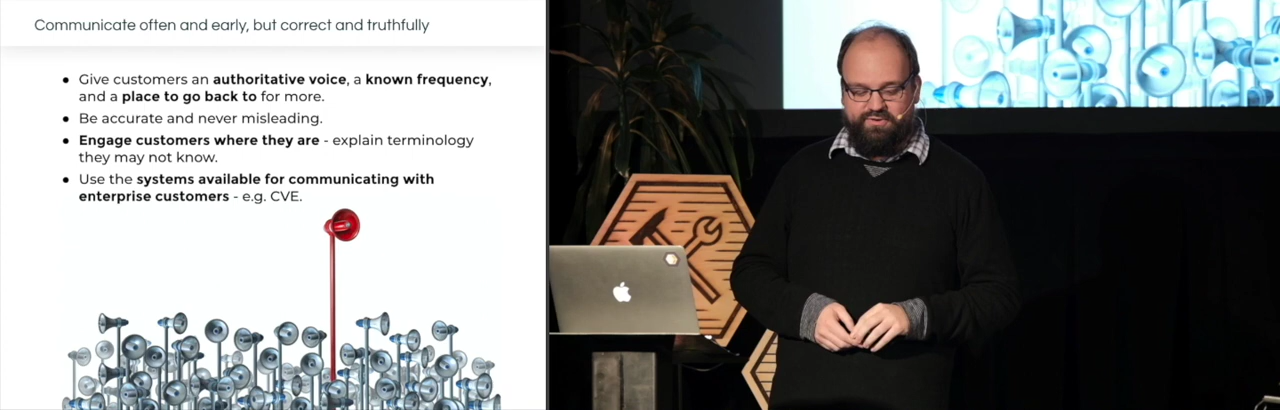 Communicate often and early, but correct and truthfully
● Give customers an authoritative voice, a known frequency,
and a place to go back to for more.
● Be accurate and never misleading.
● Engage customers where they are - explain terminology
they may not know.
● Use the systems available for communicating with
enterprise customers - e.g. CVE.